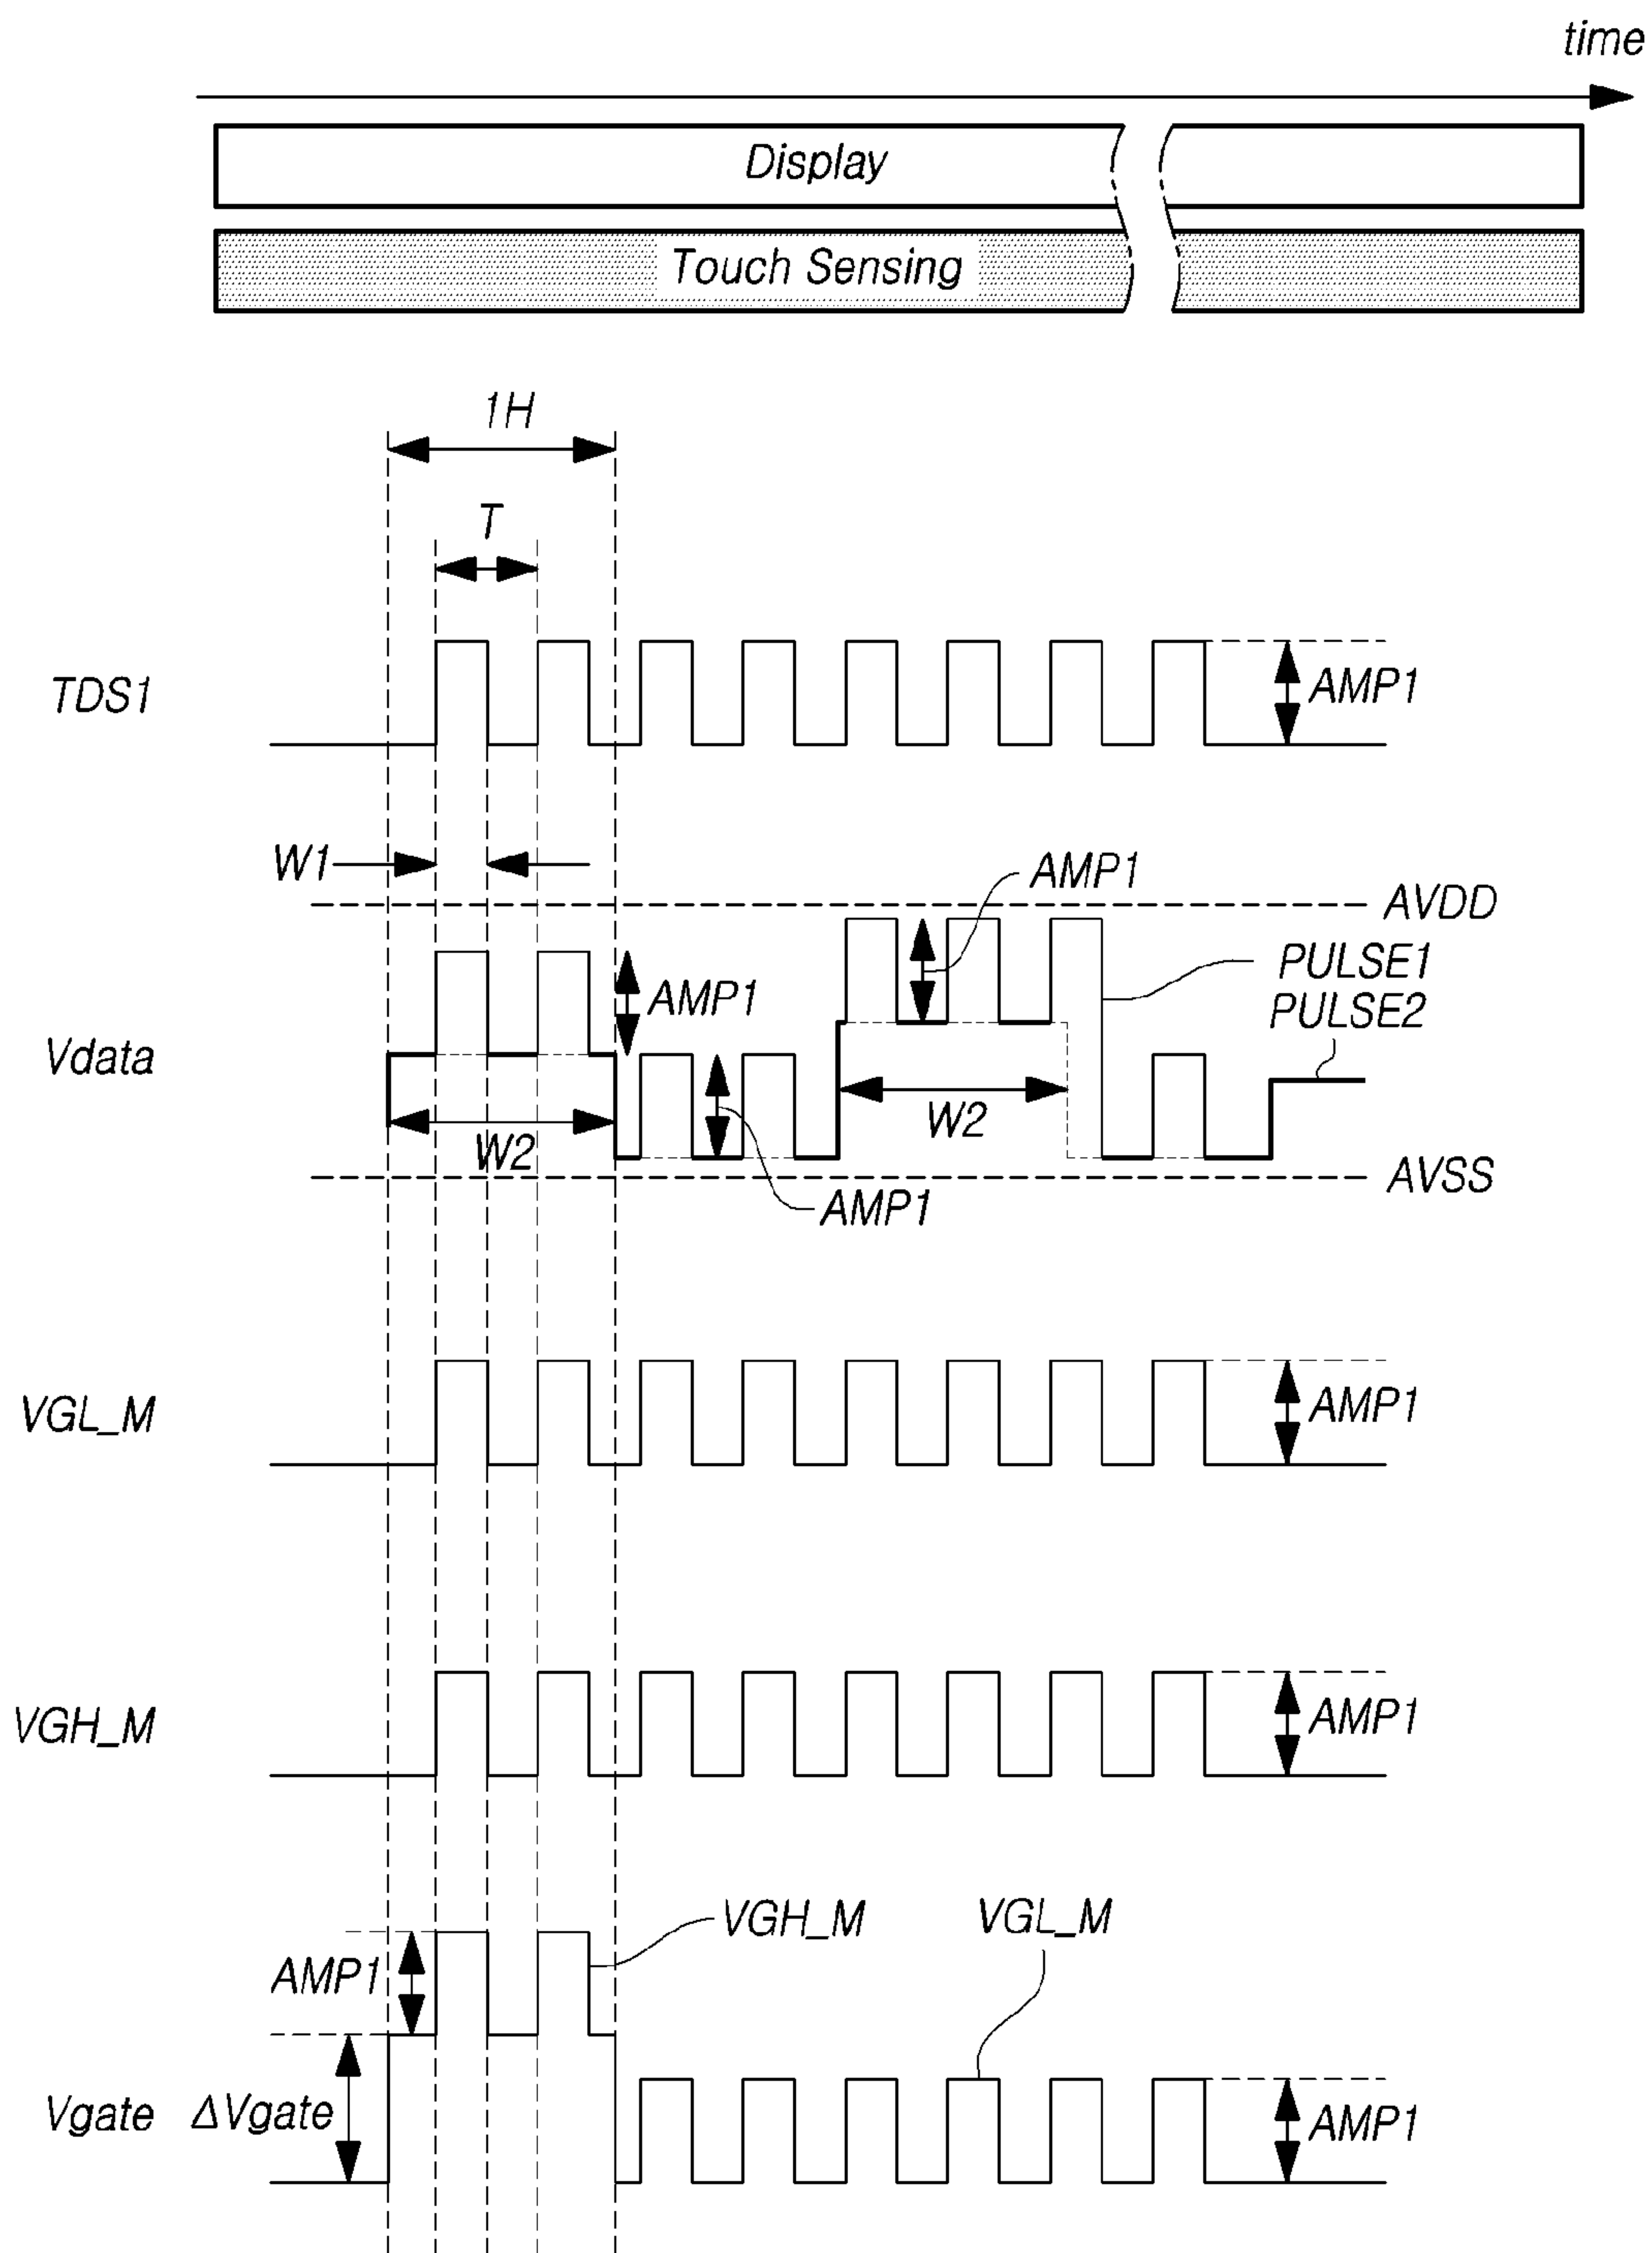 time
Display
Touch Sensing
1H
T
TDS1
AMP1
W1
AMP1
AVDD
PULSE1
PULSE2
AMP1
Vdata
W2
W2
AVSS
AMP1
VGL_M
AMP1
VGH_M
AMP1
VGH_M
VGL_M
AMP1
Vgate
ΔVgate
AMP1